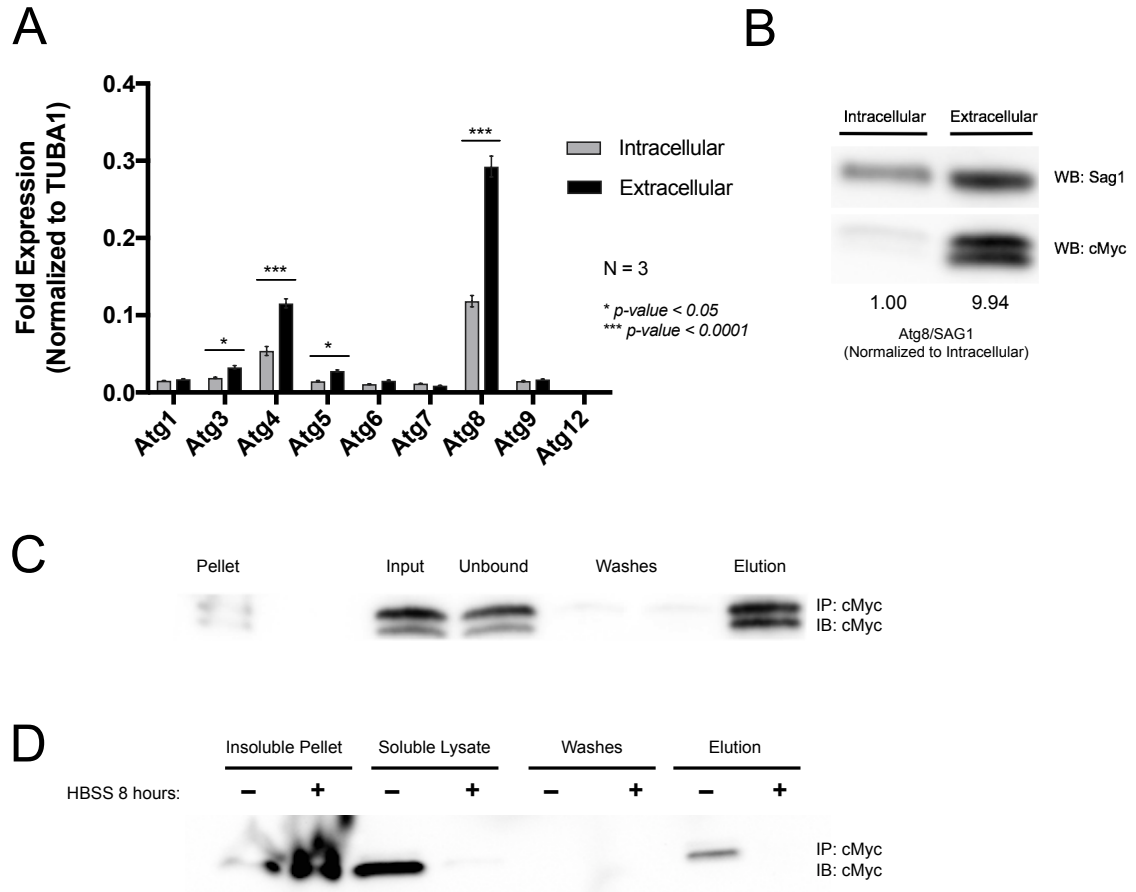 A
Fold Expression
(Normalized to TUBA1)
0.4
0.3
0.2
0.1
0.0
*
***
*
***
Atg1
Atg3
Atg4
Atg5
Atg6
Atg7
Atg8
Atg9
Atg12
Intracellular
Extracellular
N = 3
* p-value < 0.05
*** p-value < 0.0001
B
Intracellular Extracellular
WB: Sag1
WB: cMyc
1.00 9.94
Atg8/SAG1
(Normalized to Intracellular)
C
Pellet Input Unbound Washes Elution
IP: cMyc
IB: cMyc
D
Insoluble Pellet Soluble Lysate Washes Elution
HBSS 8 hours: − + − + − + − +
IP: cMyc
IB: cMyc